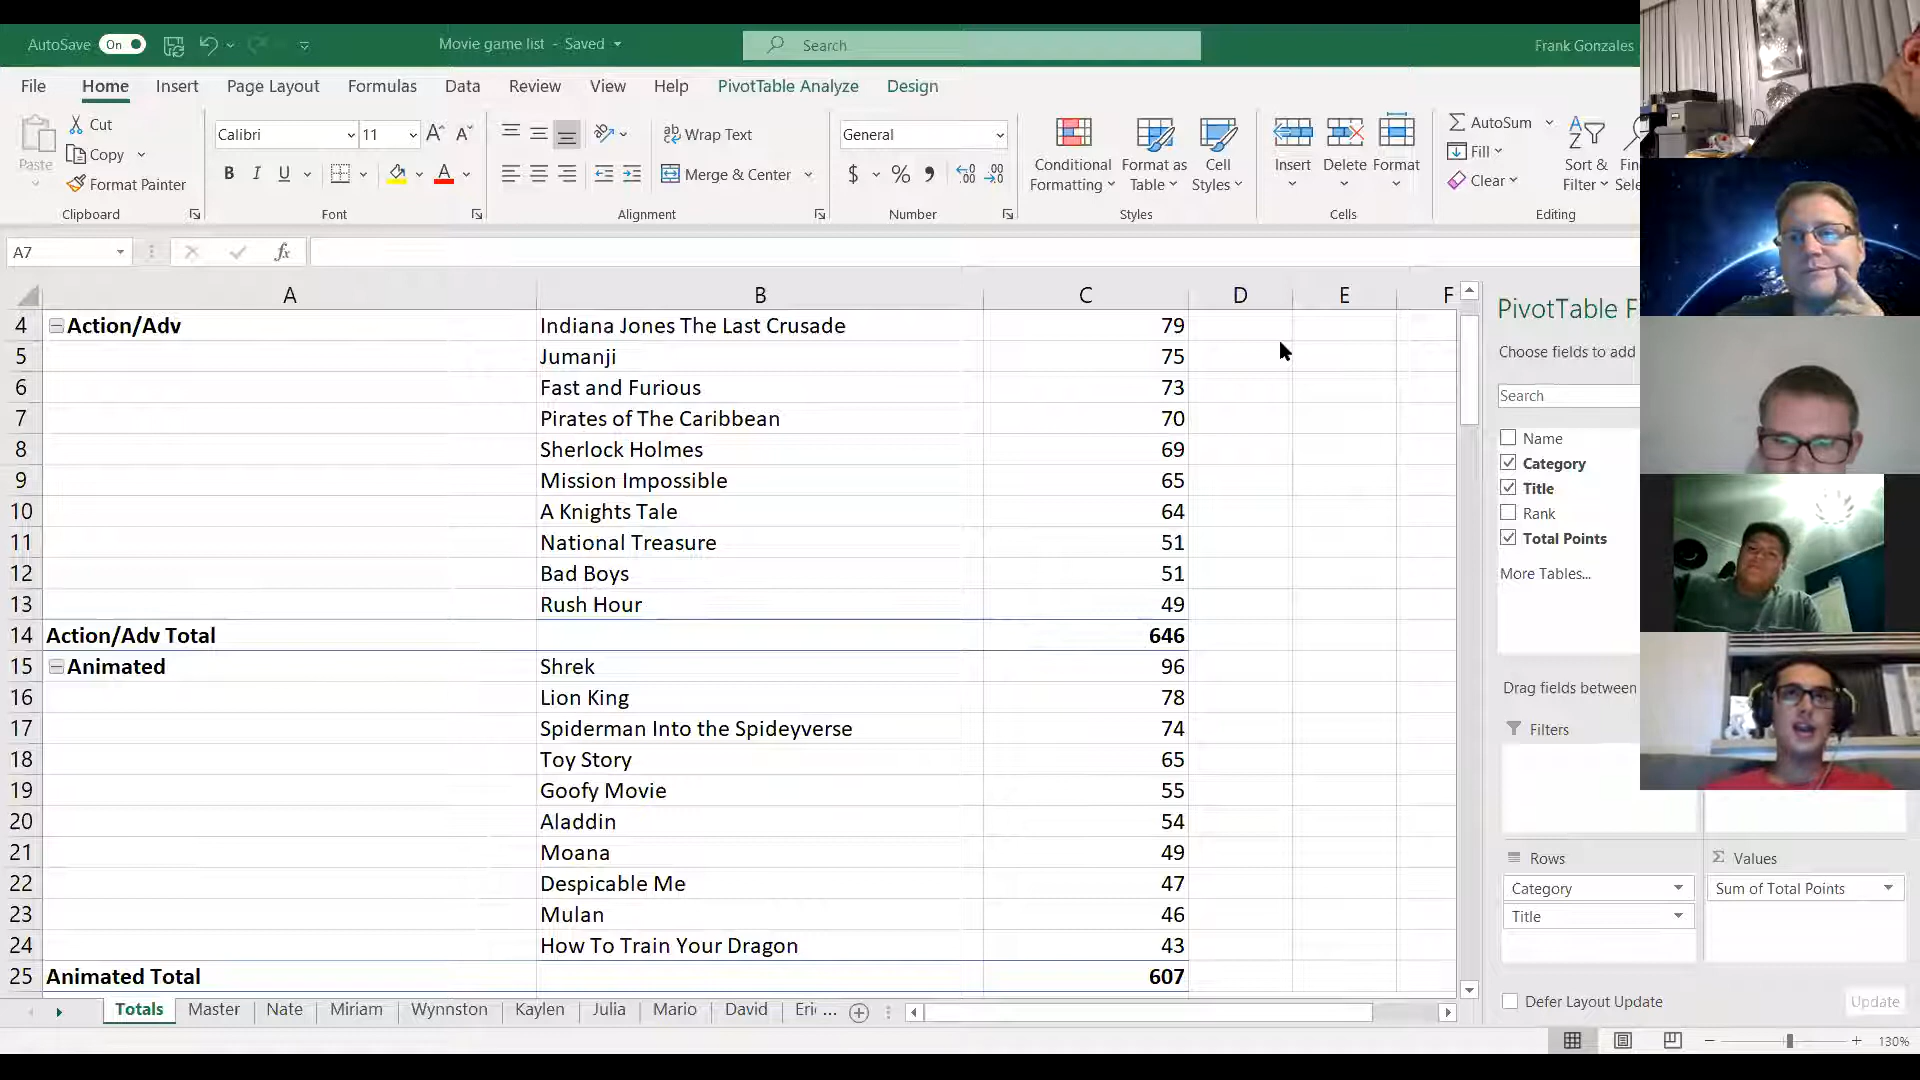 AutoSave On Movie game list - Saved Search Frank Gonzales
File Home Insert Page Layout Formulas Data Review View Help PivotTable Analyze Design
Paste Cut Copy Format Painter
Calibri 11
B I U
Wrap Text
Merge & Center
General
$ % 9 .00 .00
Conditional Formatting Format as Table Cell Styles
Insert Delete Format
AutoSum Fill Clear
Sort & Filter
Clipboard Font Alignment Number Styles Cells Editing
A7 fx
A B C D E F
4 Action/Adv Indiana Jones The Last Crusade 79
5 Jumanji 75
6 Fast and Furious 73
7 Pirates of The Caribbean 70
8 Sherlock Holmes 69
9 Mission Impossible 65
10 A Knights Tale 64
11 National Treasure 51
12 Bad Boys 51
13 Rush Hour 49
14 Action/Adv Total 646
15 Animated Shrek 96
16 Lion King 78
17 Spiderman Into the Spideyverse 74
18 Toy Story 65
19 Goofy Movie 55
20 Aladdin 54
21 Moana 49
22 Despicable Me 47
23 Mulan 46
24 How To Train Your Dragon 43
25 Animated Total 607
Totals Master Nate Miriam Wynnston Kaylen Julia Mario David Eri ...
PivotTable F
Choose fields to add
Search
Name
Category
Title
Rank
Total Points
More Tables...
Drag fields between
Filters
Rows Values
Category Sum of Total Points
Title
Defer Layout Update Update
130%